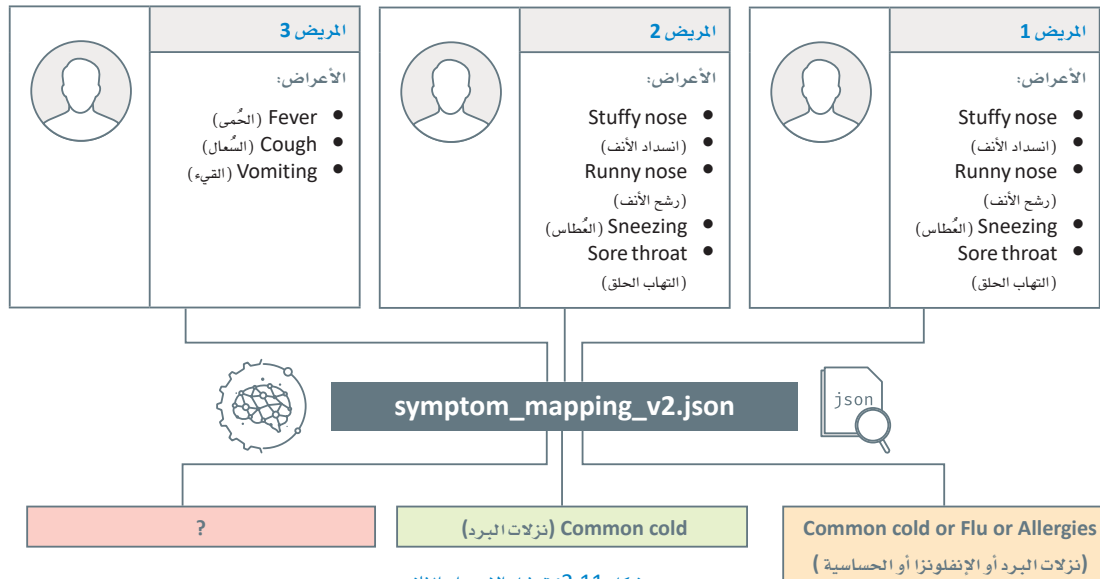 المريض 1
الأعراض:
• Stuffy nose
• (انسداد الأنف)
• Runny nose
(رشح الأنف)
• Sneezing (العُطاس)
• Sore throat
(التهاب الحلق)
المريض 2
الأعراض:
• Stuffy nose
• (انسداد الأنف)
• Runny nose
(رشح الأنف)
• Sneezing (العُطاس)
• Sore throat
(التهاب الحلق)
المريض 3
الأعراض:
• Fever (الحُمى)
• Cough (السُعال)
• Vomiting (القيء)
symptom_mapping_v2.json
json
Common cold or Flu or Allergies
(نزلات البرد أو الإنفلونزا أو الحساسية )
Common cold (نزلات البرد)
?